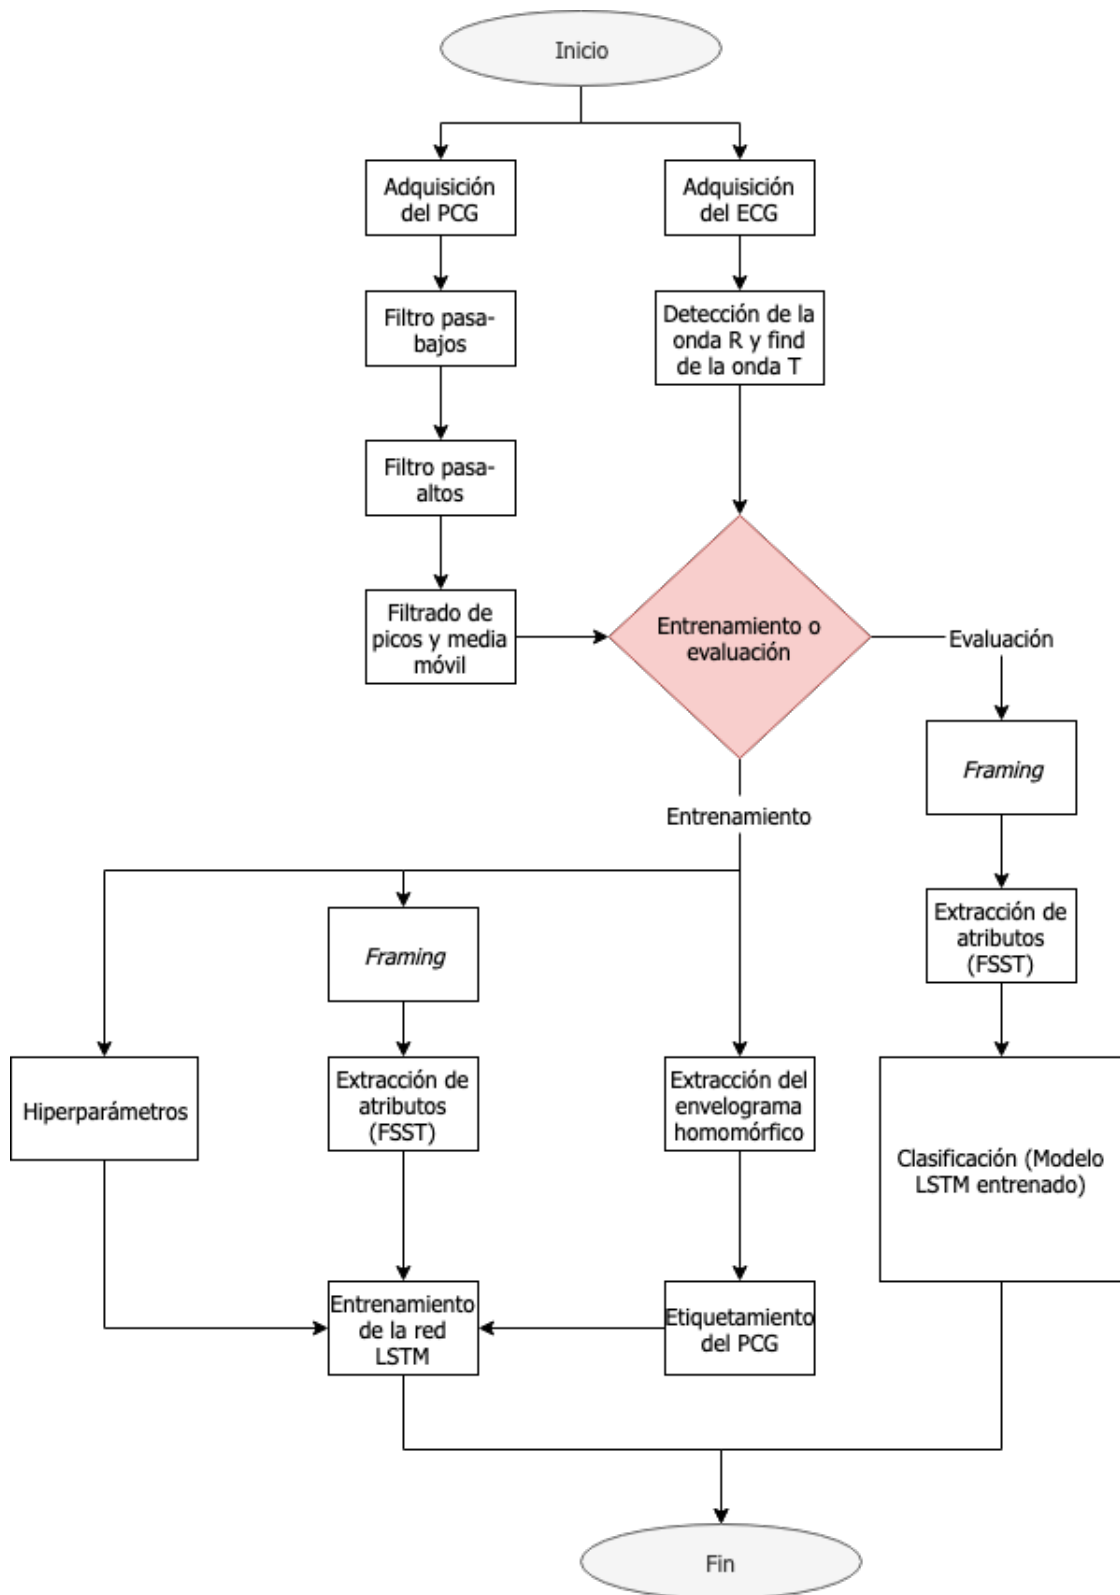 Inicio
Adquisición
del PCG
Adquisición
del ECG
Filtro pasa-
bajos
Detección de la
onda R y find
de la onda T
Filtro pasa-
altos
Filtrado de
picos y media
móvil
Entrenamiento o
evaluación
Evaluación
Framing
Entrenamiento
Extracción de
atributos
(FSST)
Framing
Hiperparámetros
Extracción de
atributos
(FSST)
Extracción del
envelograma
homomórfico
Clasificación (Modelo
LSTM entrenado)
Entrenamiento
de la red
LSTM
Etiquetamiento
del PCG
Fin